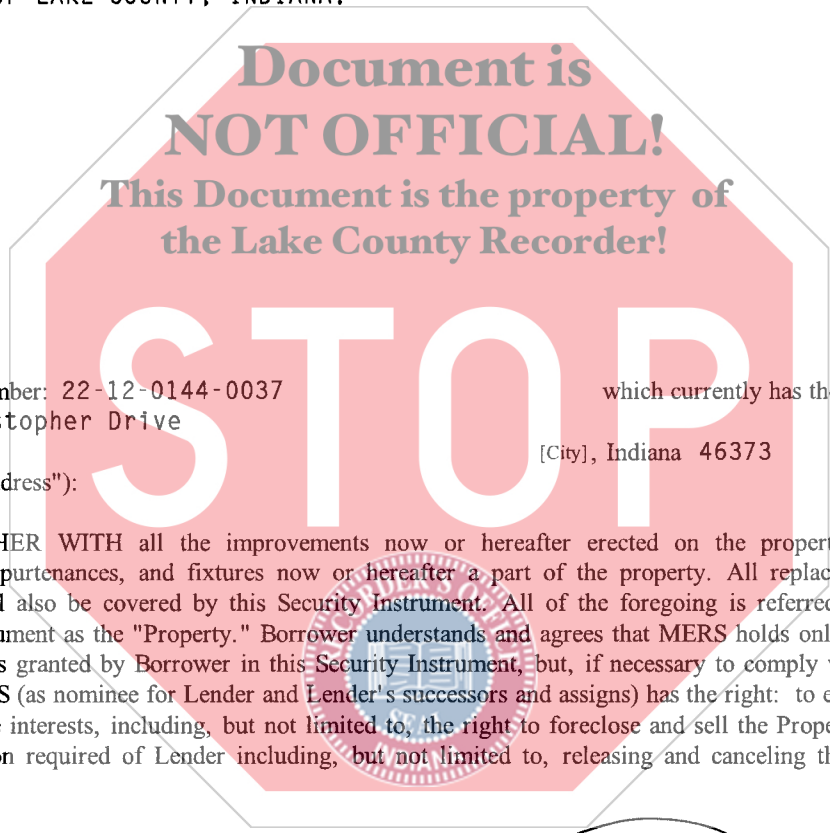 OF LAKE COUNTY, INDIANA.
Document is
NOT OFFICIAL!
This Document is the property of
the Lake County Recorder!
STOP
mber: 22-12-0144-0037 which currently has th
stopher Drive
[City], Indiana 46373
dress"):
HER WITH all the improvements now or hereafter erected on the propert
purtenances, and fixtures now or hereafter a part of the property. All replac
l also be covered by this Security Instrument. All of the foregoing is referred
ument as the "Property." Borrower understands and agrees that MERS holds onl
s granted by Borrower in this Security Instrument, but, if necessary to comply
S (as nominee for Lender and Lender's successors and assigns) has the right: to e
e interests, including, but not limited to, the right to foreclose and sell the Prope
on required of Lender including, but not limited to, releasing and canceling th
RECORDER'S OFFI
SEAL
INDIANA